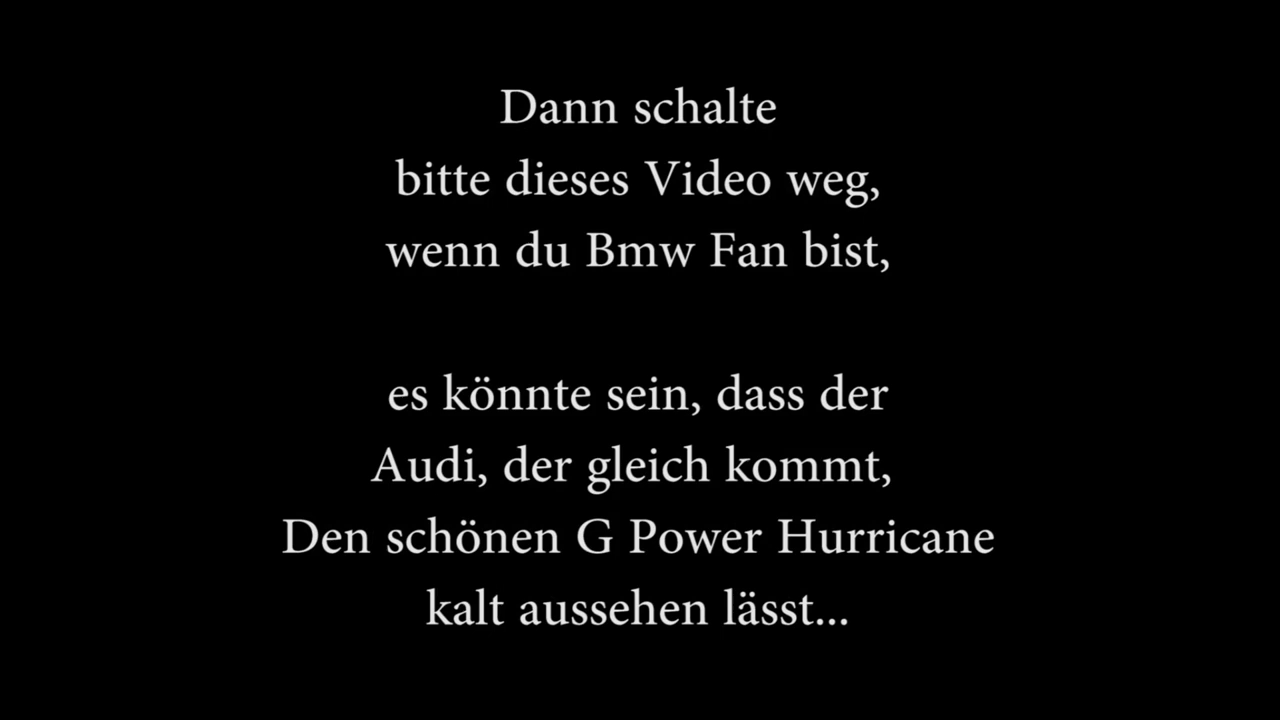 Dann schalte
bitte dieses Video weg,
wenn du Bmw Fan bist,
es könnte sein, dass der
Audi, der gleich kommt,
Den schönen G Power Hurricane
kalt aussehen lässt...